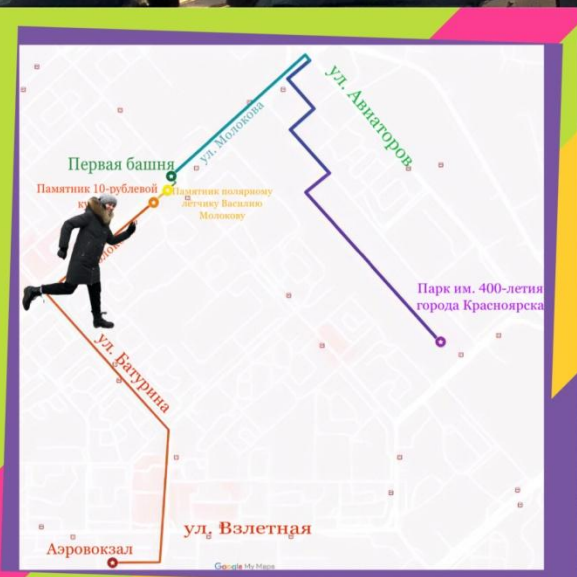 ул. Авиаторов
ул. Молокова
Первая башня
Памятник 10-рублевой
Памятник полярному
летчику Василию
Молокову
Парк им. 400-летия
города Красноярска
ул. Батурина
ул. Взлетная
Аэровокзал
Google My Maps